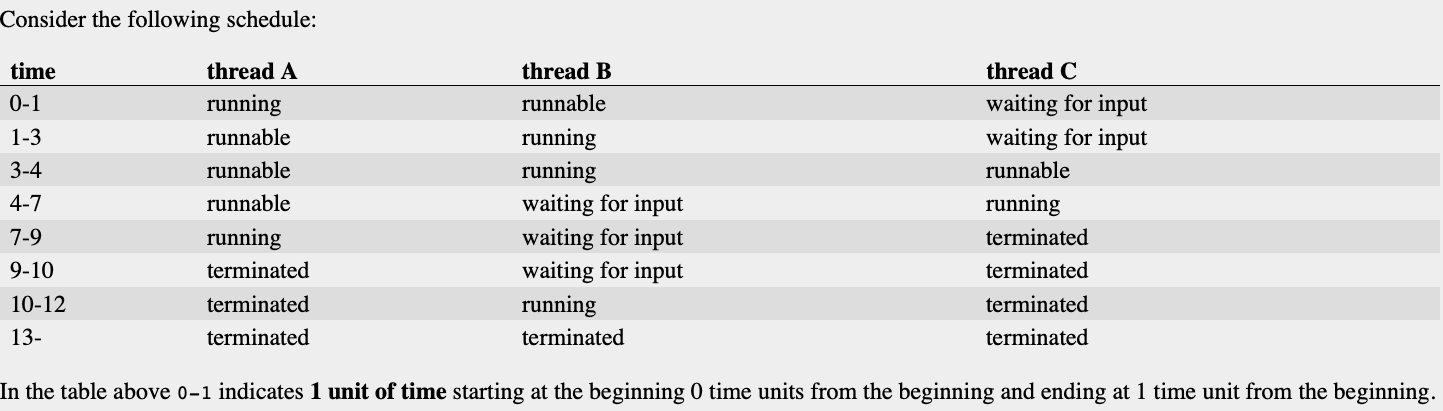 Consider the following schedule:
time thread A thread B thread C
0-1 running runnable waiting for input
1-3 runnable running waiting for input
3-4 runnable running runnable
4-7 runnable waiting for input running
7-9 running waiting for input terminated
9-10 terminated waiting for input terminated
10-12 terminated running terminated
13- terminated terminated terminated
In the table above 0-1 indicates 1 unit of time starting at the beginning 0 time units from the beginning and ending at 1 time unit from the beginning.